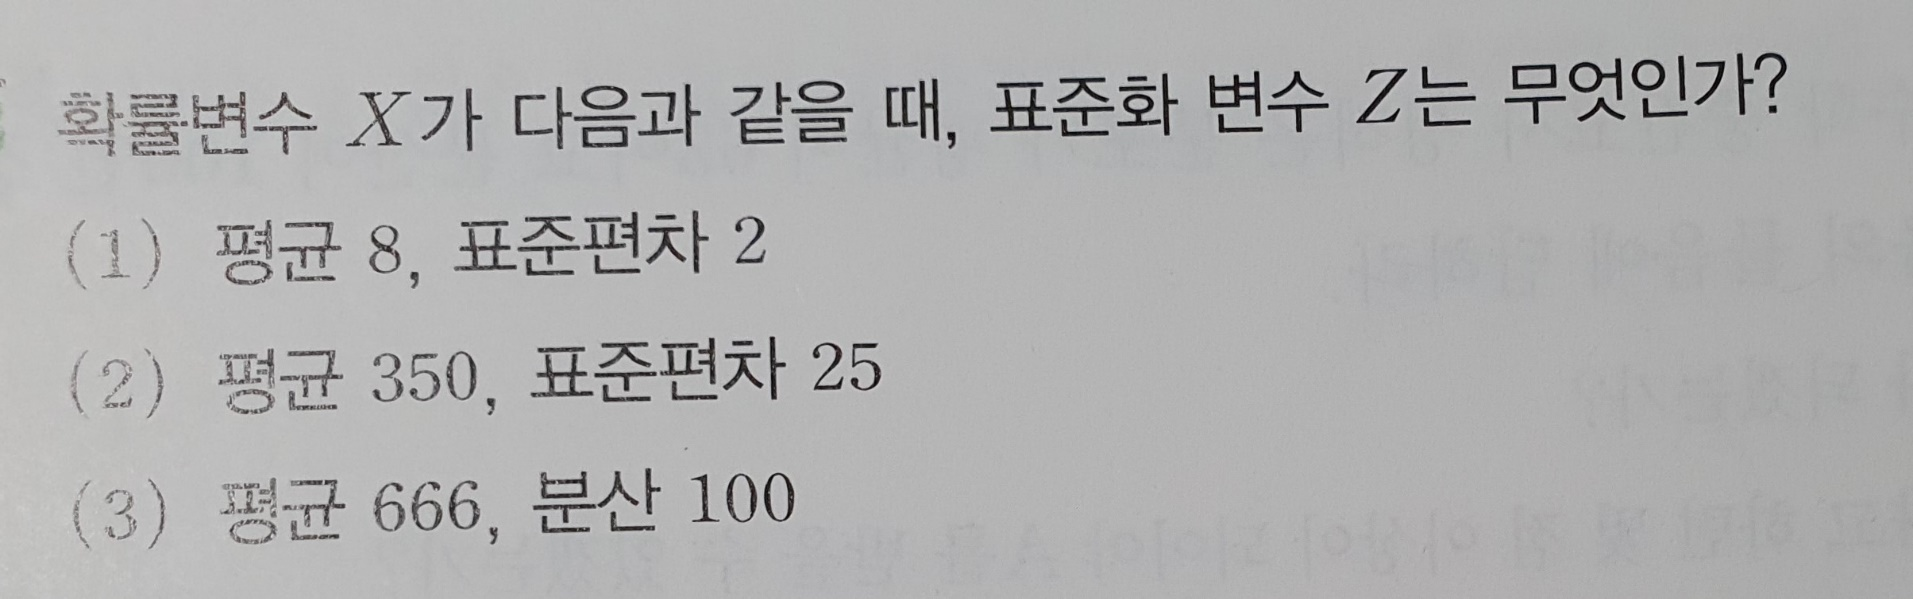 확률변수 X가 다음과 같을 때, 표준화 변수 Z는 무엇인가?
(1) 평균 8, 표준편차 2
(2) 평균 350, 표준편차 25
(3) 평균 666, 분산 100